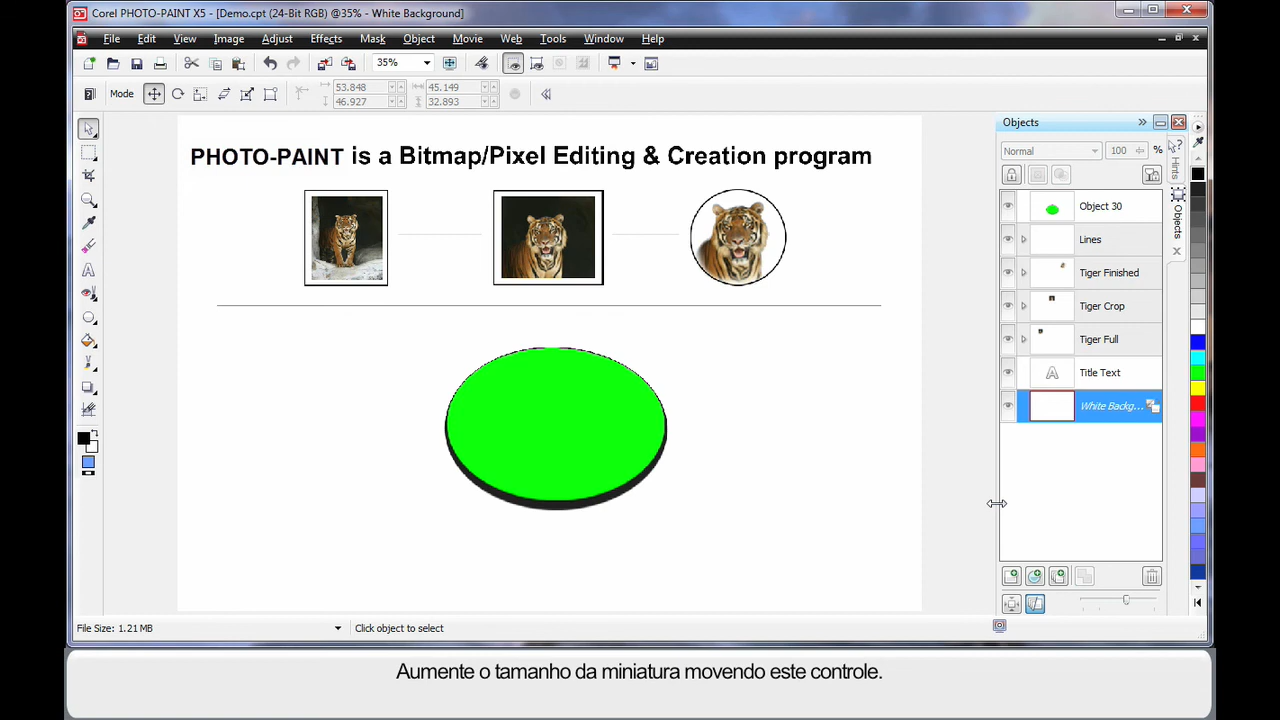 Corel PHOTO-PAINT X5 - [Demo.cpt (24-Bit RGB) @35% - White Background]
File Edit View Image Adjust Effects Mask Object Movie Web Tools Window Help
35%
Mode
53.848
46.927
45.149
32.893
PHOTO-PAINT is a Bitmap/Pixel Editing & Creation program
Objects
Normal
100 %
Hints
Objects
Object 30
Lines
Tiger Finished
Tiger Crop
Tiger Full
A Title Text
White Backg...
File Size: 1.21 MB
Click object to select
Aumente o tamanho da miniatura movendo este controle.